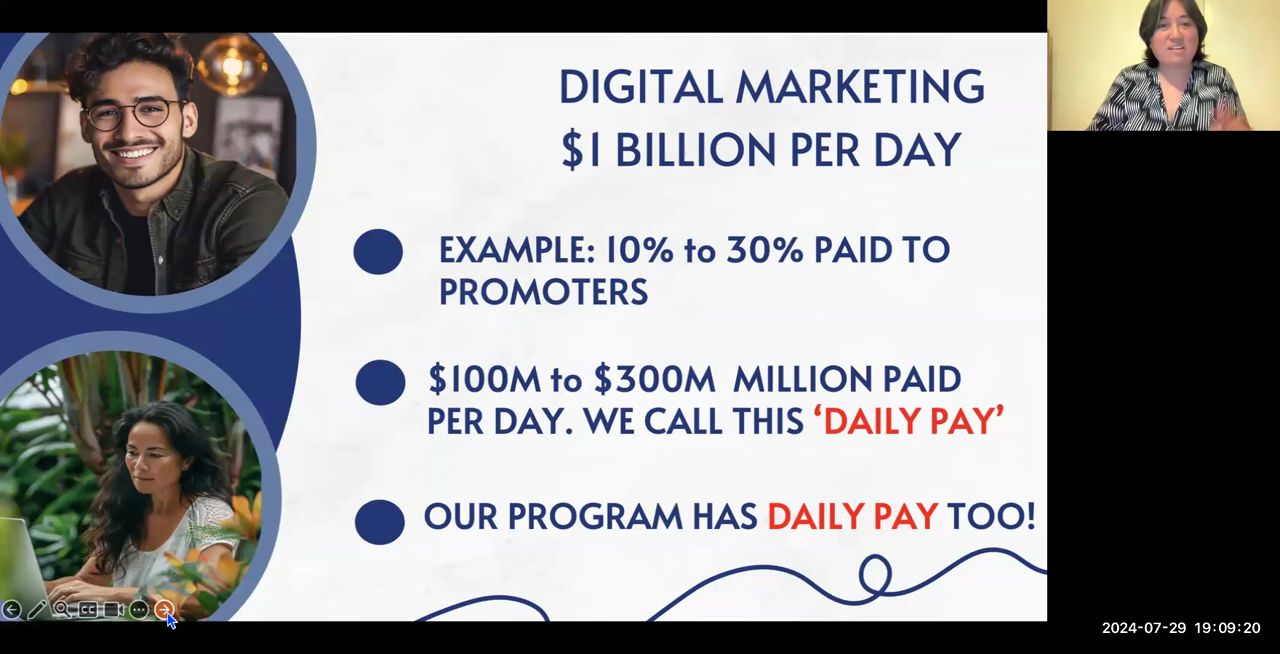 DIGITAL MARKETING
$1 BILLION PER DAY
EXAMPLE: 10% to 30% PAID TO
PROMOTERS
$100M to $300M MILLION PAID
PER DAY. WE CALL THIS ‘DAILY PAY’
OUR PROGRAM HAS DAILY PAY TOO!
CC
2024-07-29 19:09:20